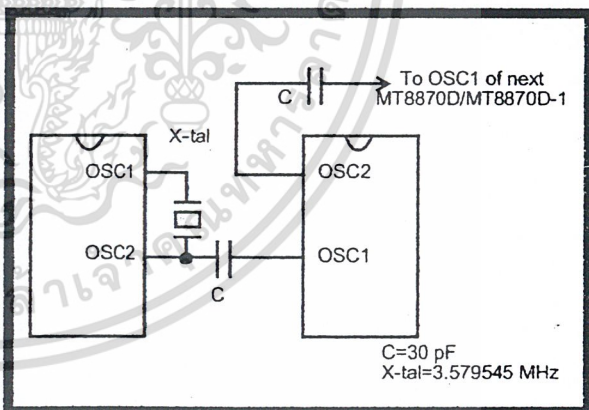 C
To OSC1 of next
MT8870D/MT8870D-1
X-tal
OSC1
OSC2
OSC2
OSC1
C
C=30 pF
X-tal=3.579545 MHz